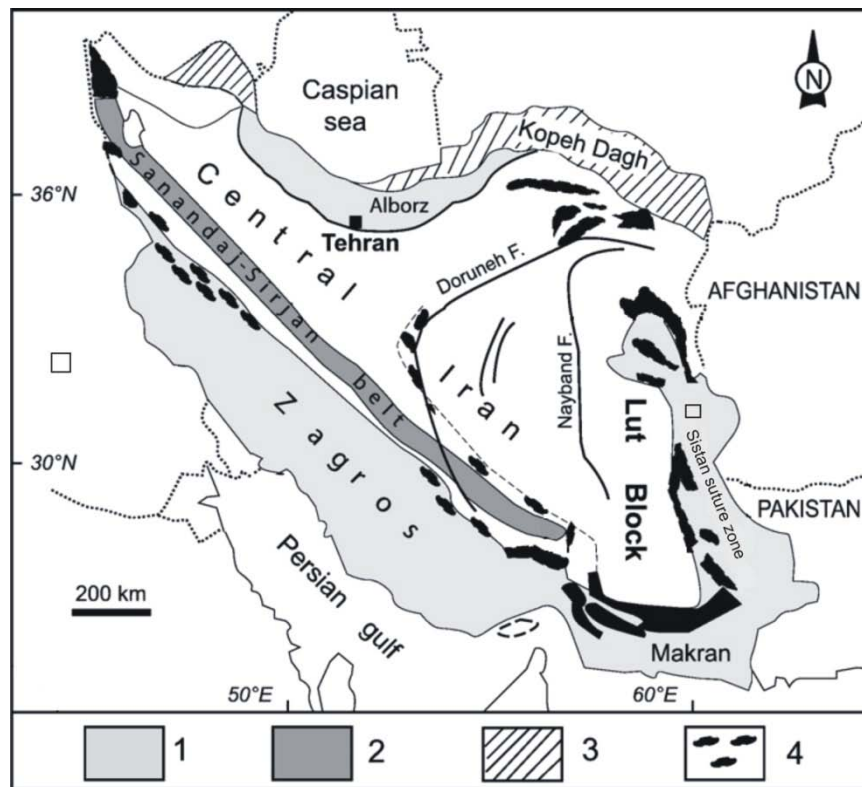 N
Caspian
sea
Kopeh Dagh
36°N
Sanandaj-Sirjan
belt
Central
Iran
Alborz
Tehran
Doruneh F.
AFGHANISTAN
Nayband F.
Lut
Block
Zagros
Sistan suture zone
30°N
PAKISTAN
200 km
Persian
gulf
Makran
50°E
60°E
1
2
3
4